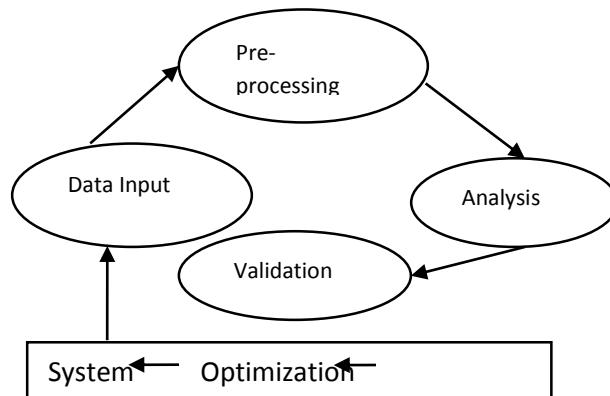 Pre-
processing
Data Input
Analysis
Validation
System Optimization